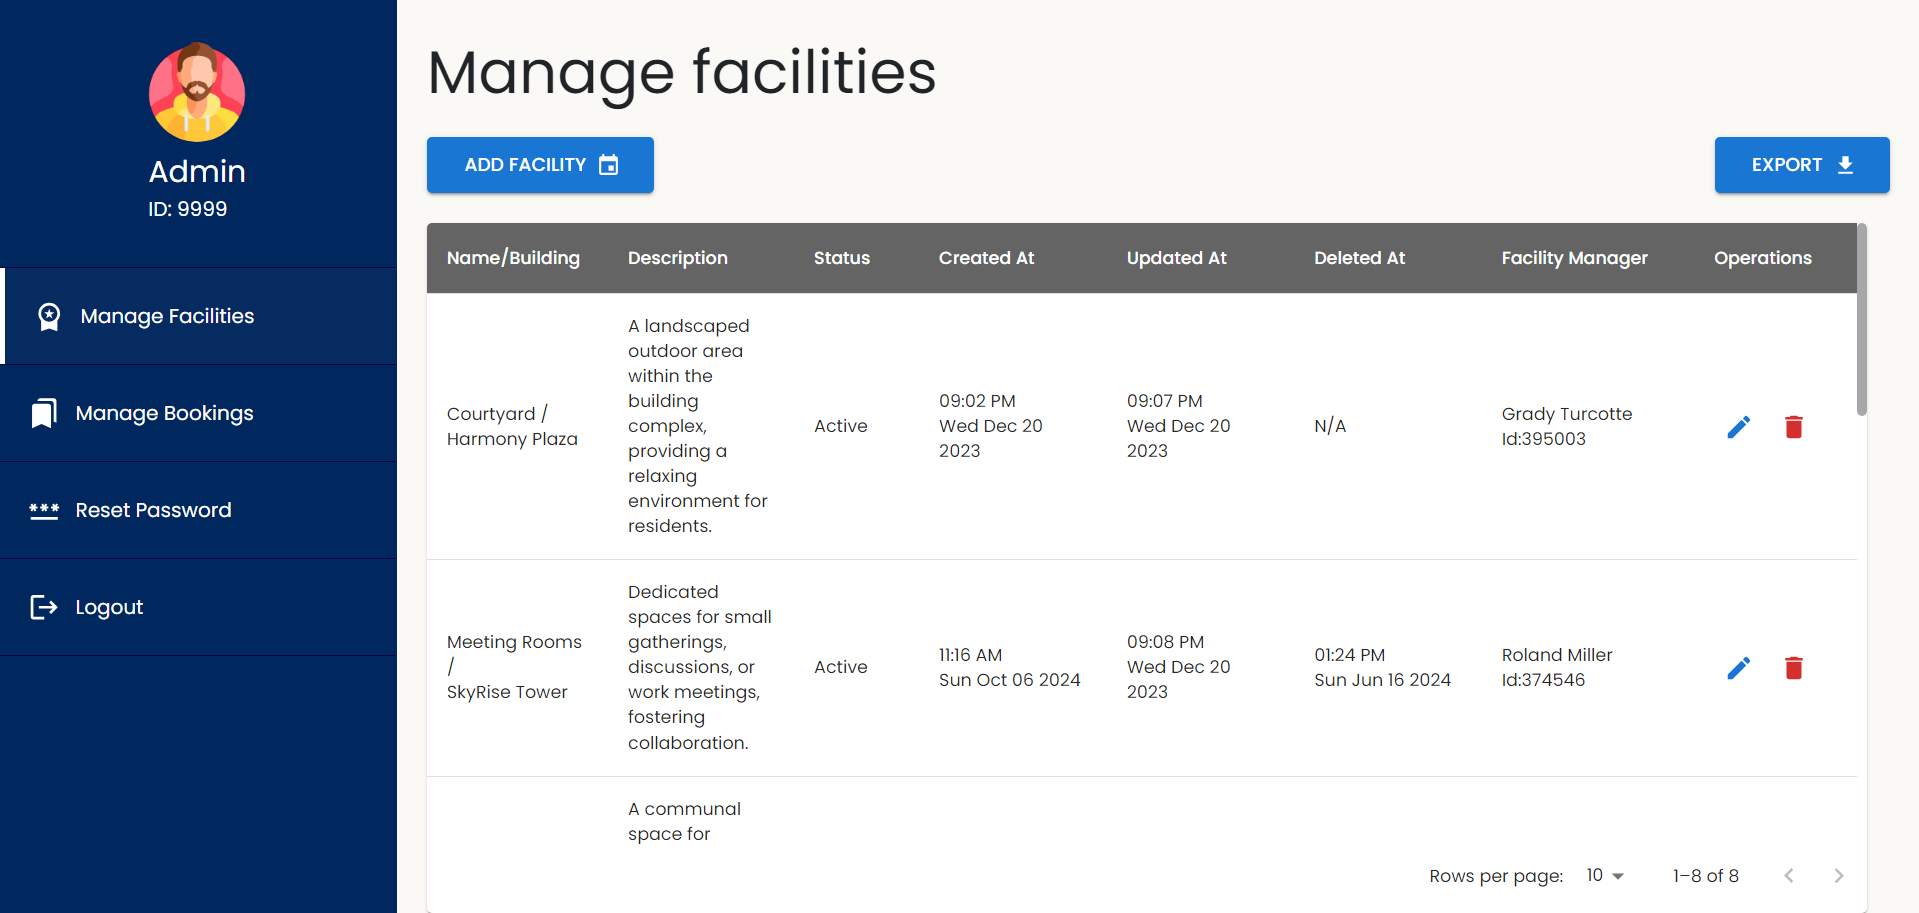 Admin
ID: 9999
Manage Facilities
Manage Bookings
Reset Password
Logout
Manage facilities
ADD FACILITY
EXPORT
Name/Building Description Status Created At Updated At Deleted At Facility Manager Operations
Courtyard /
Harmony Plaza
A landscaped
outdoor area
within the
building
complex,
providing a
relaxing
environment for
residents.
Active
09:02 PM
Wed Dec 20
2023
09:07 PM
Wed Dec 20
2023
N/A
Grady Turcotte
Id:395003
Meeting Rooms
/
SkyRise Tower
Dedicated
spaces for small
gatherings,
discussions, or
work meetings,
fostering
collaboration.
Active
11:16 AM
Sun Oct 06 2024
09:08 PM
Wed Dec 20
2023
01:24 PM
Sun Jun 16 2024
Roland Miller
Id:374546
A communal
space for
Rows per page: 10 1–8 of 8